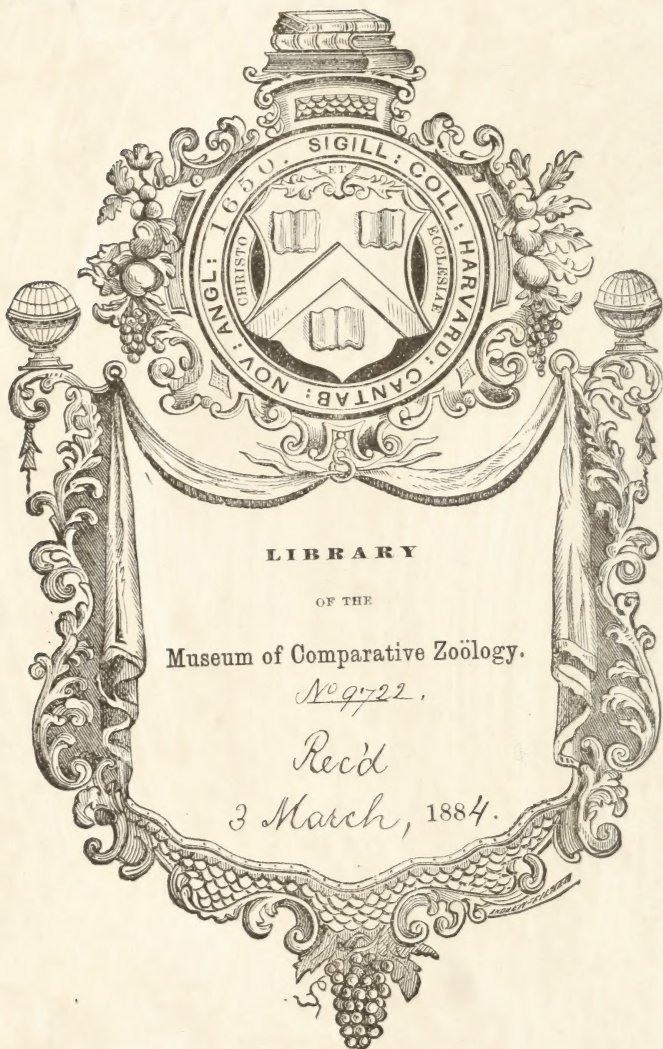 SIGILL: COLL: HARVARD: CANTAB: NOV: ANGL: 1650.
ET
CHRISTO
ECCLESIAE
LIBRARY
OF THE
Museum of Comparative Zoölogy.
No 9722.
Rec'd
3 March, 1884.